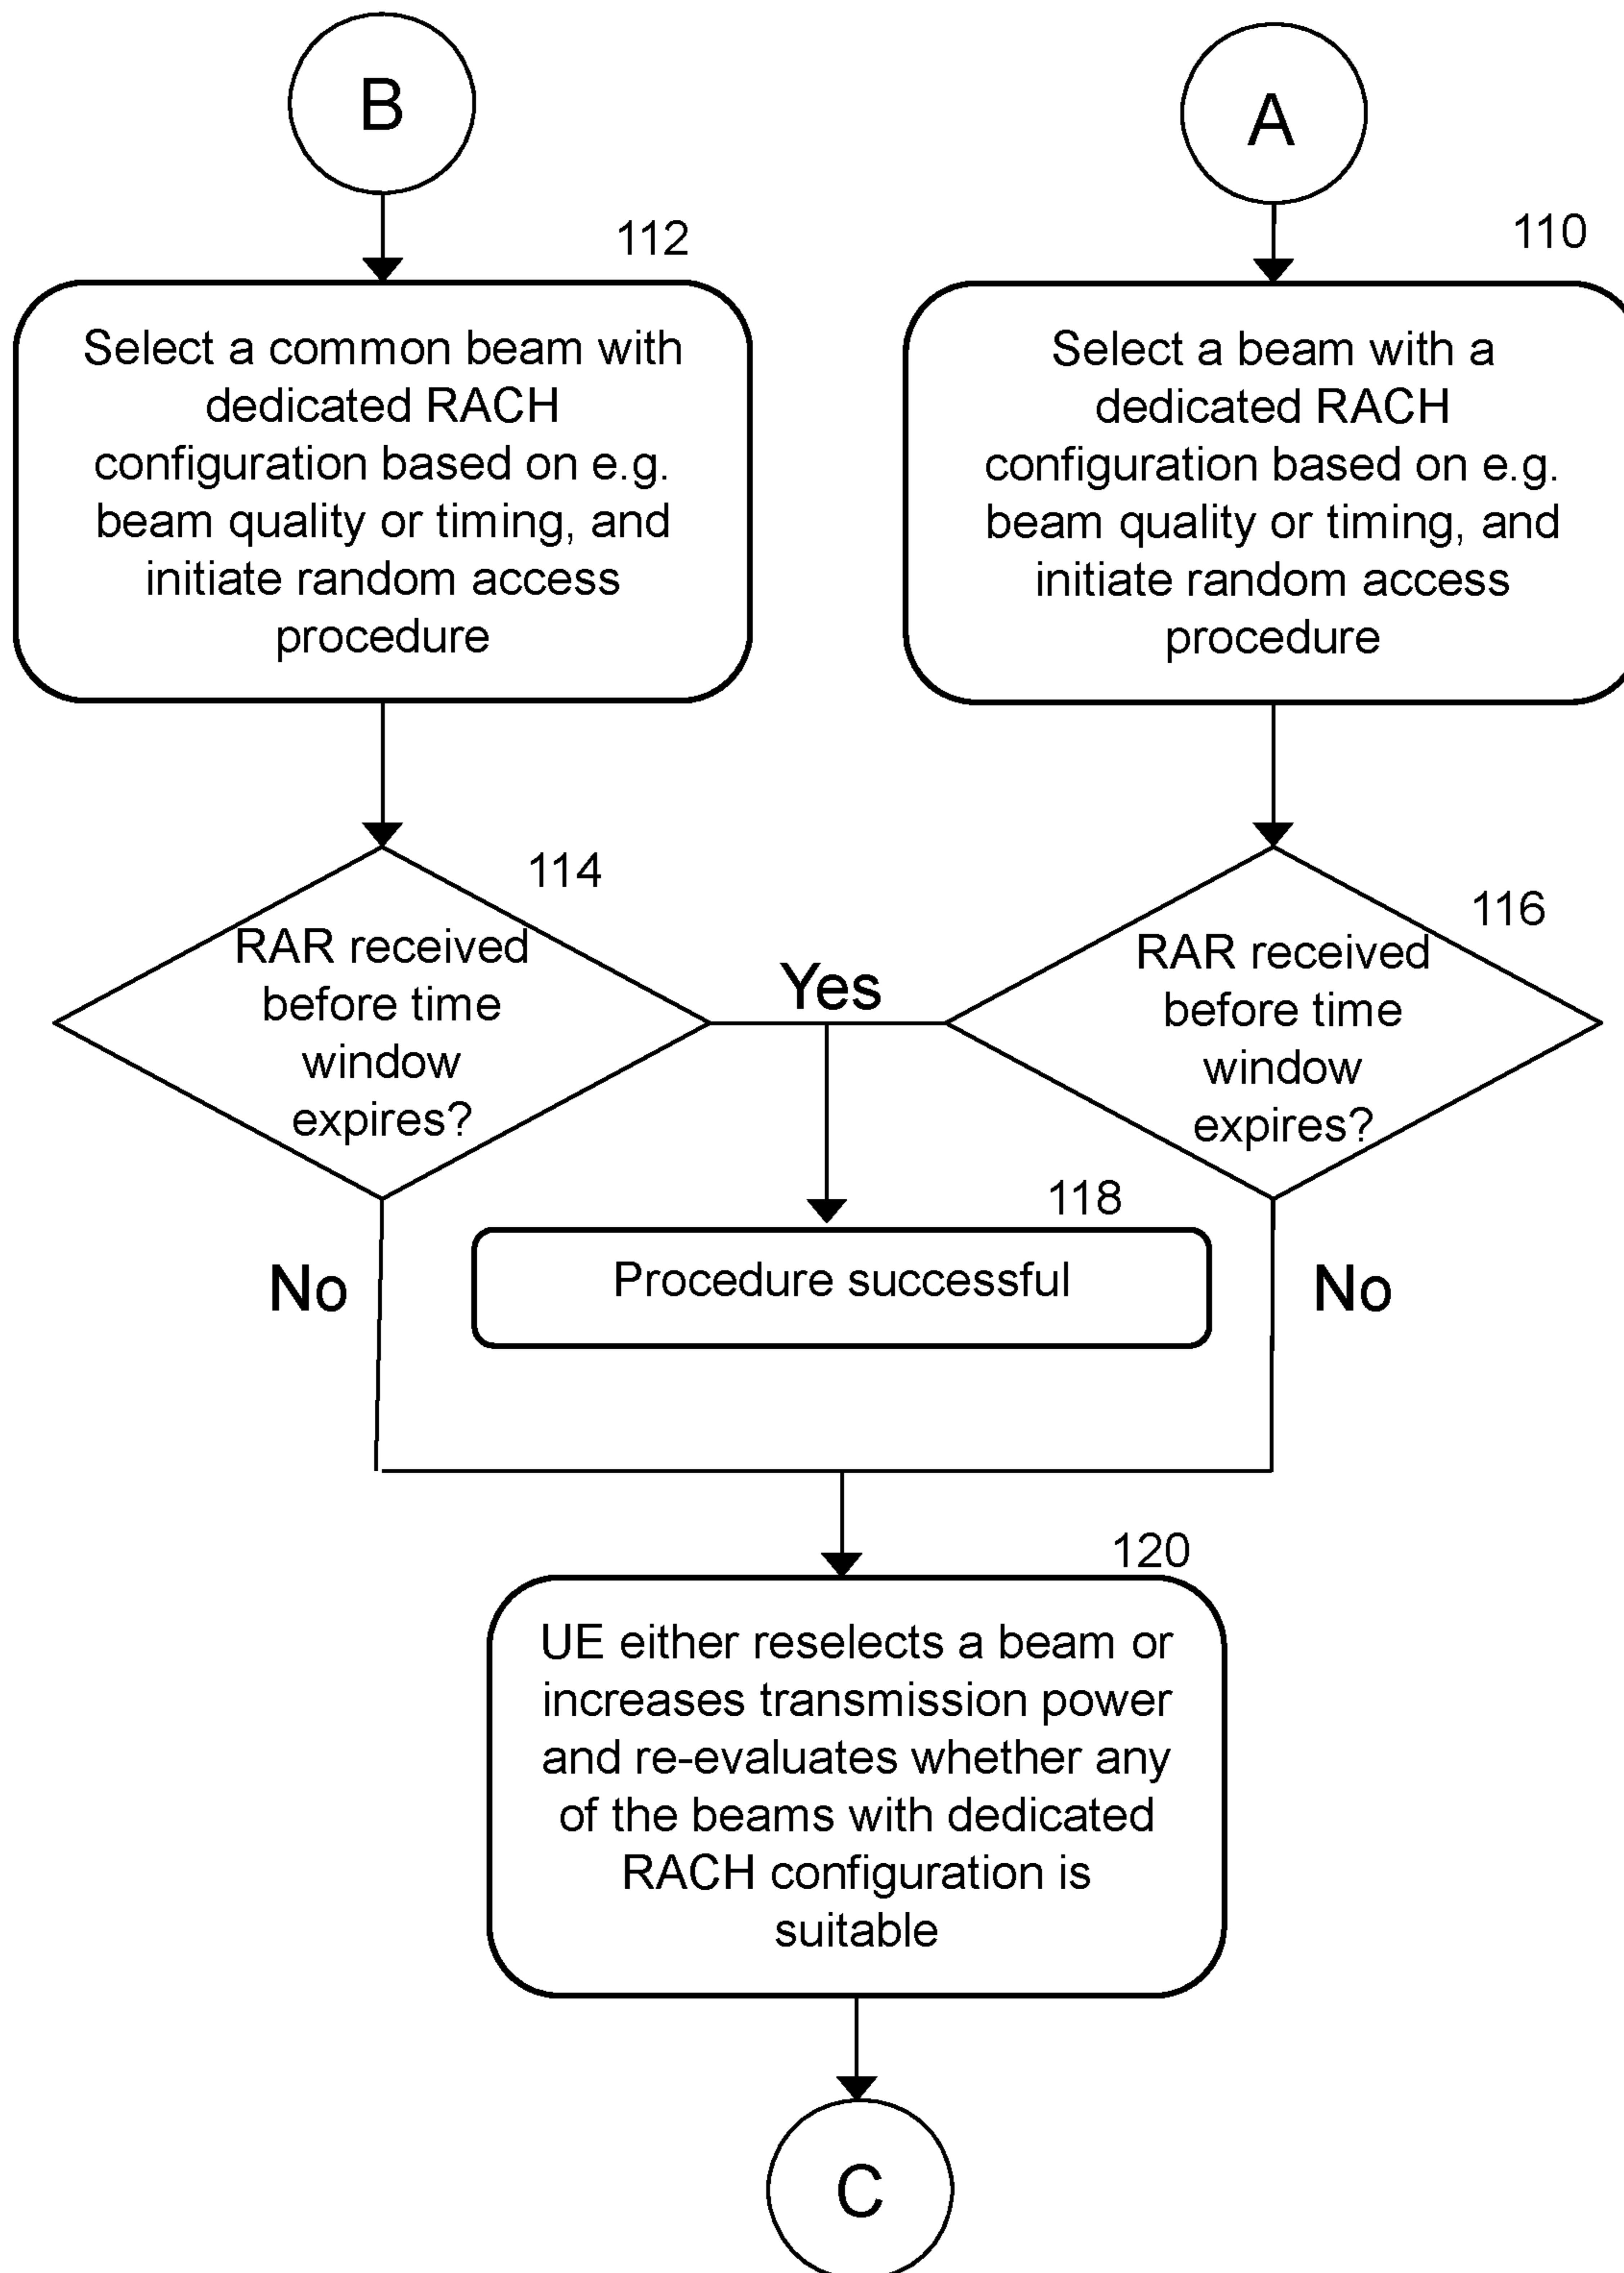 B
A
112
110
Select a common beam with
dedicated RACH
configuration based on e.g.
beam quality or timing, and
initiate random access
procedure
Select a beam with a
dedicated RACH
configuration based on e.g.
beam quality or timing, and
initiate random access
procedure
114
RAR received
before time
window
expires?
Yes
116
RAR received
before time
window
expires?
118
Procedure successful
No
No
120
UE either reselects a beam or
increases transmission power
and re-evaluates whether any
of the beams with dedicated
RACH configuration is
suitable
C